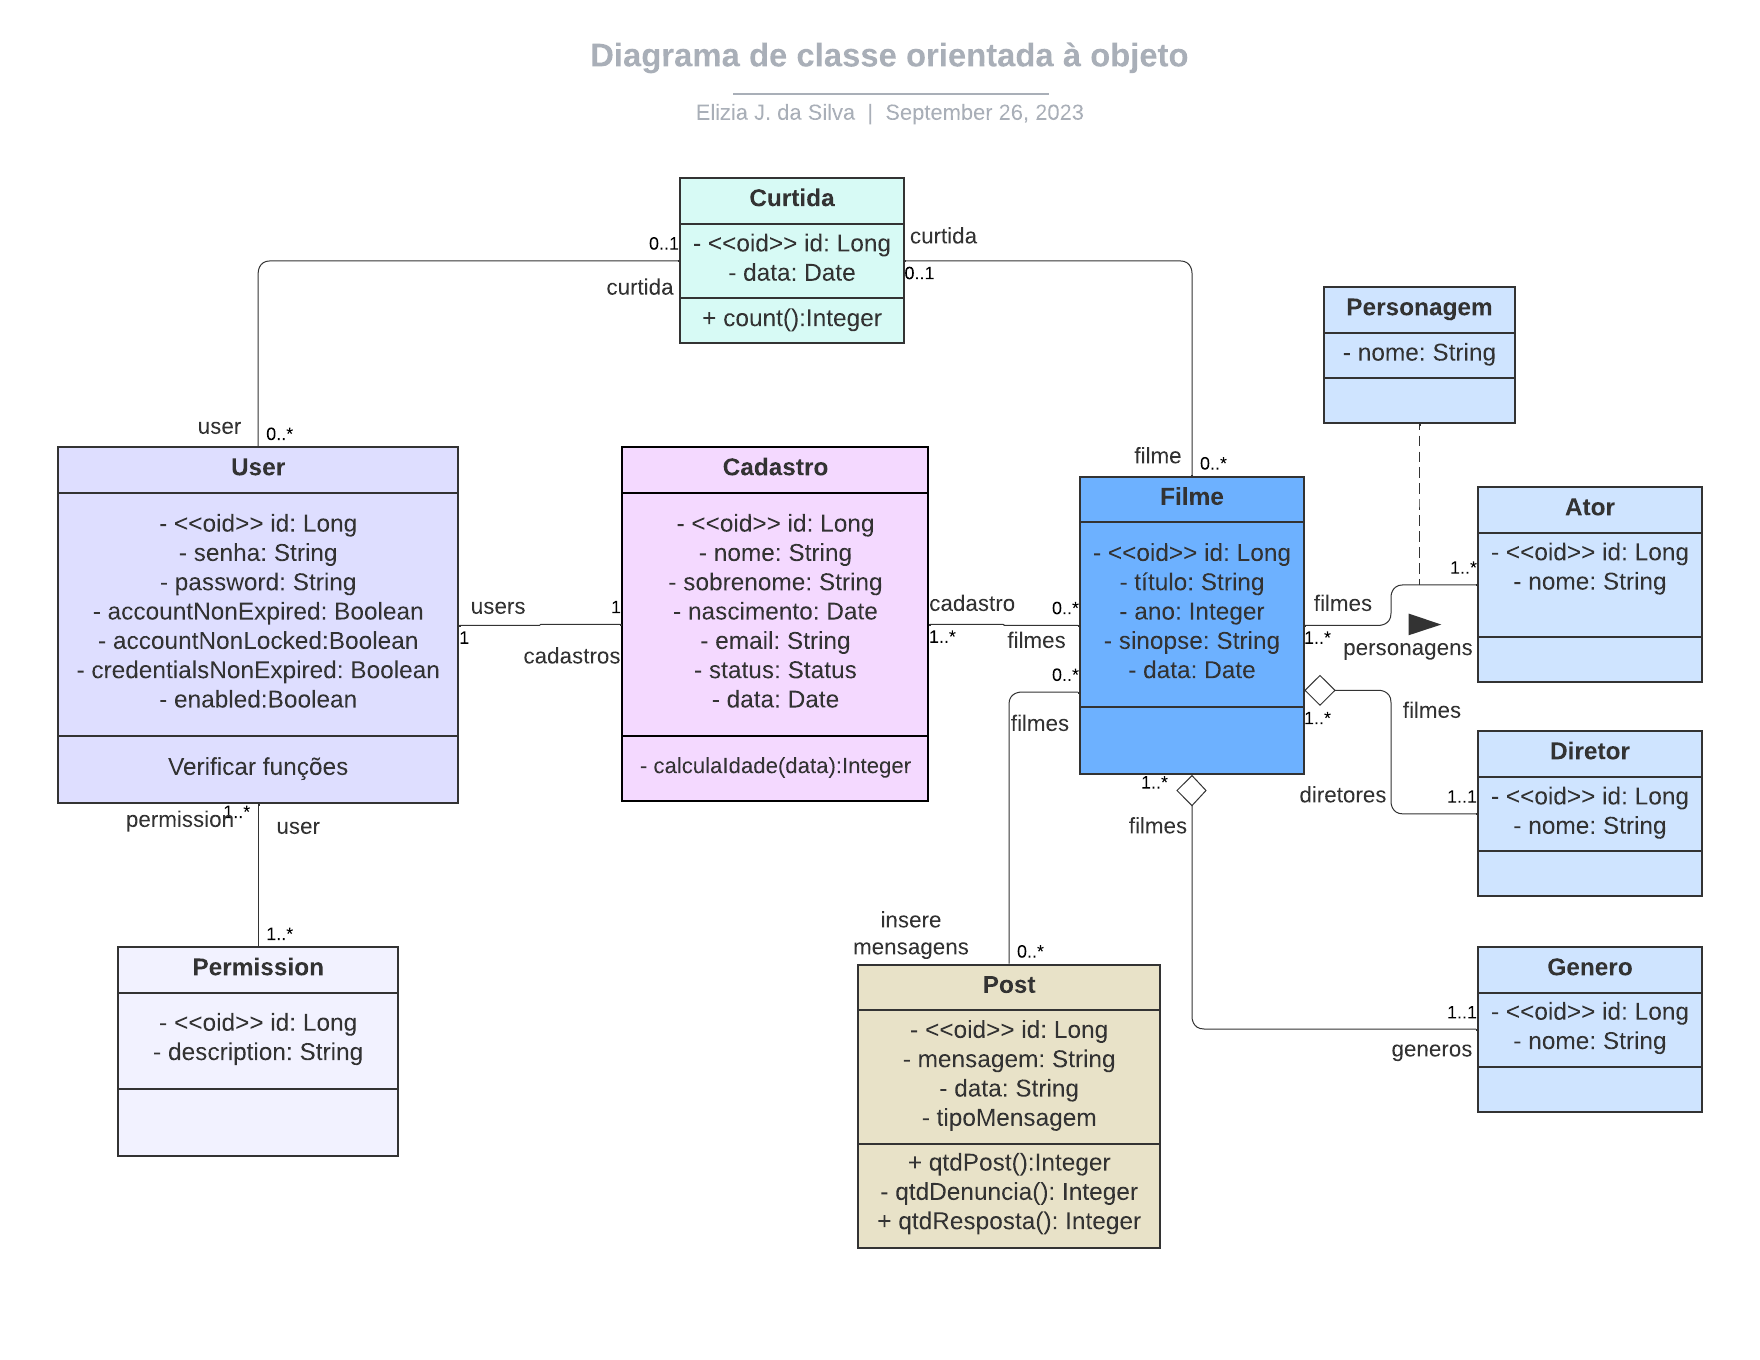 Diagrama de classe orientada à objeto
Elizia J. da Silva | September 26, 2023
Curtida
- <<oid>> id: Long
- data: Date
+ count():Integer
0..1
curtida
curtida
0..1
user
0..*
filme
0..*
Personagem
- nome: String
User
- <<oid>> id: Long
- senha: String
- password: String
- accountNonExpired: Boolean
- accountNonLocked:Boolean
- credentialsNonExpired: Boolean
- enabled:Boolean
Verificar funções
users
1
1
cadastros
Cadastro
- <<oid>> id: Long
- nome: String
- sobrenome: String
- nascimento: Date
- email: String
- status: Status
- data: Date
- calculaIdade(data):Integer
cadastro
1..*
0..*
filmes
0..*
filmes
Filme
- <<oid>> id: Long
- título: String
- ano: Integer
- sinopse: String
- data: Date
filmes
1..*
1..*
personagens
Ator
- <<oid>> id: Long
- nome: String
1..*
filmes
diretores
1..1
Diretor
- <<oid>> id: Long
- nome: String
1..*
filmes
1..1
generos
Genero
- <<oid>> id: Long
- nome: String
permission
1..*
user
1..*
Permission
- <<oid>> id: Long
- description: String
insere
mensagens
0..*
Post
- <<oid>> id: Long
- mensagem: String
- data: String
- tipoMensagem
+ qtdPost():Integer
- qtdDenuncia(): Integer
+ qtdResposta(): Integer